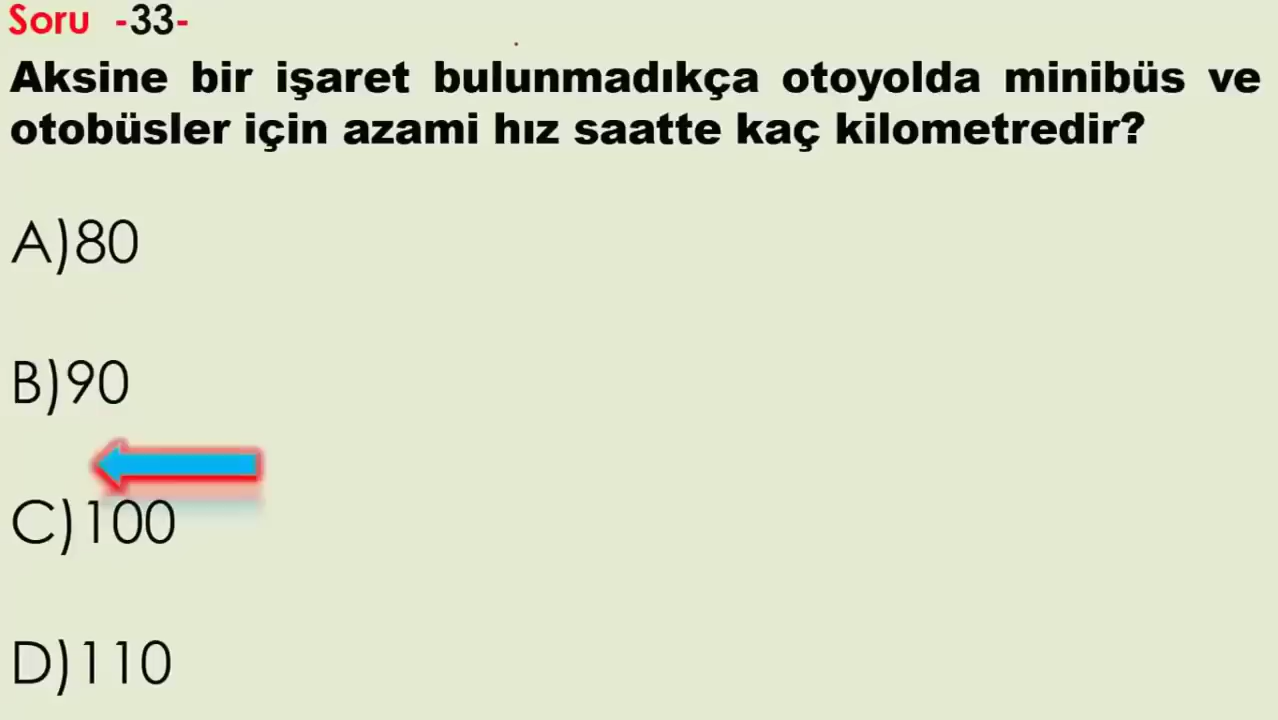 Soru -33-
Aksine bir işaret bulunmadıkça otoyolda minibüs ve
otobüsler için azami hız saatte kaç kilometredir?
A)80
B)90
C)100
D)110